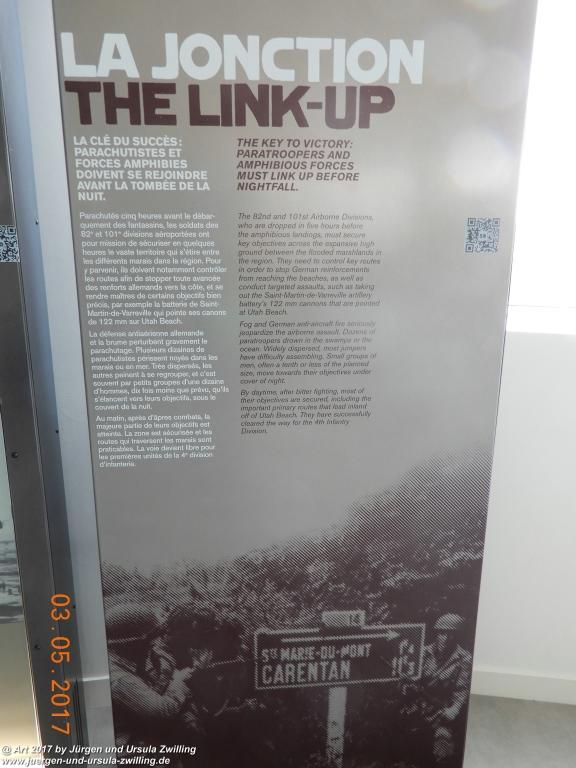 LA JONCTION
THE LINK-UP
LA CLÉ DU SUCCÈS :
PARACHUTISTES ET
FORCES AMPHIBIES
DOIVENT SE REJOINDRE
AVANT LA TOMBÉE DE LA
NUIT.
Parachutés cinq heures avant le débar-
quement des fantassins, les soldats des
82e et 101e divisions aéroportées ont
pour mission de sécuriser en quelques
heures le vaste territoire qui s'étire entre
les différents marais dans la région. Pour
y parvenir, ils doivent notamment contrôler
les routes afin de stopper toute avancée
des renforts allemands vers la côte, et se
rendre maîtres de certains objectifs bien
précis, par exemple la batterie de Saint-
Martin-de-Varreville qui pointe ses canons
de 122 mm sur Utah Beach.
La défense antiaérienne allemande
et la brume perturbent gravement le
parachutage. Plusieurs dizaines de
parachutistes périssent noyés dans les
marais ou en mer. Très dispersés, les
autres peinent à se regrouper, et c'est
souvent par petits groupes d'une dizaine
d'hommes, dix fois moins que prévu, qu'ils
s'élancent vers leurs objectifs, sous le
couvert de la nuit.
Au matin, après d'âpres combats, la
majeure partie de leurs objectifs est
atteinte. La zone est sécurisée et les
routes qui traversent les marais sont
praticables. La voie devient libre pour
les premières unités de la 4e division
d'infanterie.
THE KEY TO VICTORY:
PARATROOPERS AND
AMPHIBIOUS FORCES
MUST LINK UP BEFORE
NIGHTFALL.
The 82nd and 101st Airborne Divisions,
who are dropped in five hours before
the amphibious landings, must secure
key objectives across the expansive high
ground between the flooded marshlands in
the region. They need to control key routes
in order to stop German reinforcements
from reaching the beaches, as well as
conduct targeted assaults, such as taking
out the Saint-Martin-de-Varreville artillery
battery's 122 mm cannons that are pointed
at Utah Beach.
Fog and German anti-aircraft fire seriously
jeopardize the airborne assault. Dozens of
paratroopers drown in the swamps or the
ocean. Widely dispersed, most jumpers
have difficulty assembling. Small groups of
men, often a tenth or less of the planned
size, move towards their objectives under
cover of night.
By daytime, after bitter fighting, most of
their objectives are secured, including the
important primary routes that lead inland
off of Utah Beach. They have successfully
cleared the way for the 4th Infantry
Division.
14
STE MARIE-DU-MONT
CARENTAN
03.05.2017
@ Art 2017 by Jürgen und Ursula Zwilling
www.juergen-und-ursula-zwilling.de